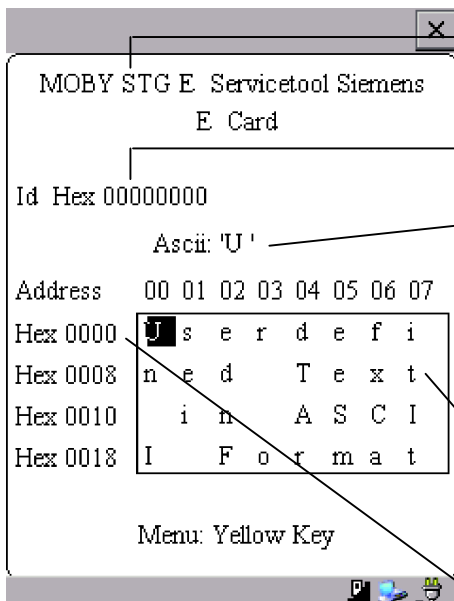 MOBY STG E Servicetool Siemens
E Card
Id Hex 00000000
Ascii: 'U '
Address 00 01 02 03 04 05 06 07
Hex 0000 U s e r d e f i
Hex 0008 n e d T e x t
Hex 0010 i n A S C I
Hex 0018 I F o r m a t
Menu: Yellow Key